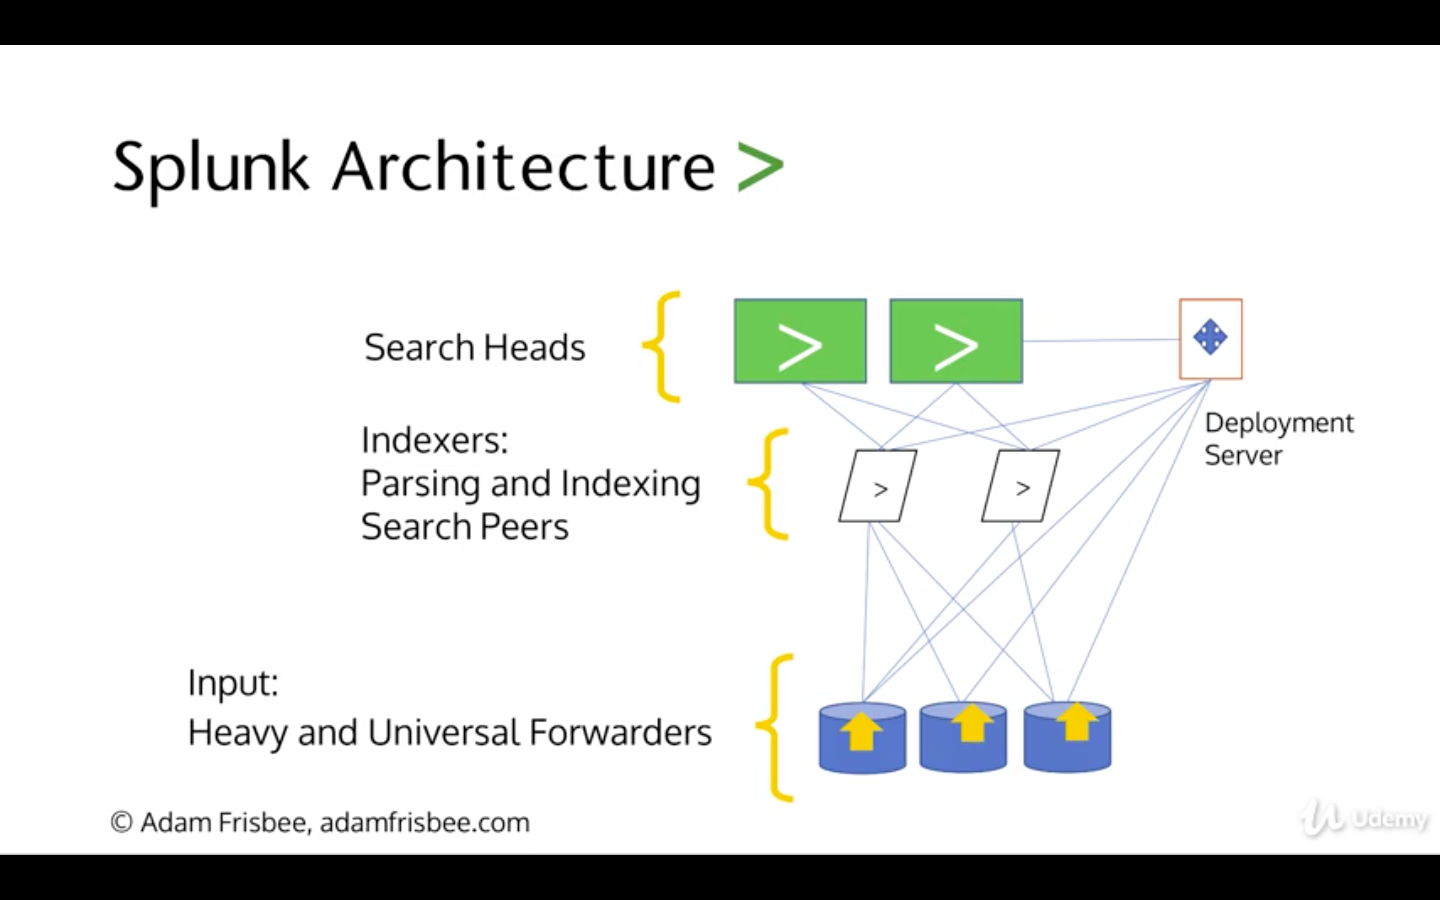 Splunk Architecture >
Search Heads
> >
Deployment
Server
Indexers:
Parsing and Indexing
Search Peers
> >
Input:
Heavy and Universal Forwarders
© Adam Frisbee, adamfrisbee.com
Udemy